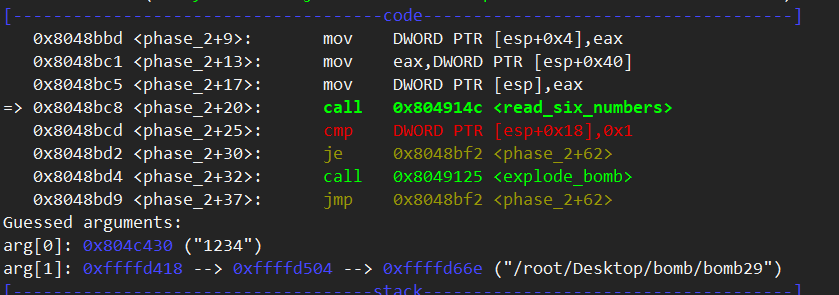 [-------------------------------------code-------------------------------------]
0x8048bbd <phase_2+9>: mov DWORD PTR [esp+0x4],eax
0x8048bc1 <phase_2+13>: mov eax,DWORD PTR [esp+0x40]
0x8048bc5 <phase_2+17>: mov DWORD PTR [esp],eax
=> 0x8048bc8 <phase_2+20>: call 0x804914c <read_six_numbers>
0x8048bcd <phase_2+25>: cmp DWORD PTR [esp+0x18],0x1
0x8048bd2 <phase_2+30>: je 0x8048bf2 <phase_2+62>
0x8048bd4 <phase_2+32>: call 0x8049125 <explode_bomb>
0x8048bd9 <phase_2+37>: jmp 0x8048bf2 <phase_2+62>
Guessed arguments:
arg[0]: 0x804c430 ("1234")
arg[1]: 0xffffd418 --> 0xffffd504 --> 0xffffd66e ("/root/Desktop/bomb/bomb29")
[------------------------------------stack-------------------------------------]